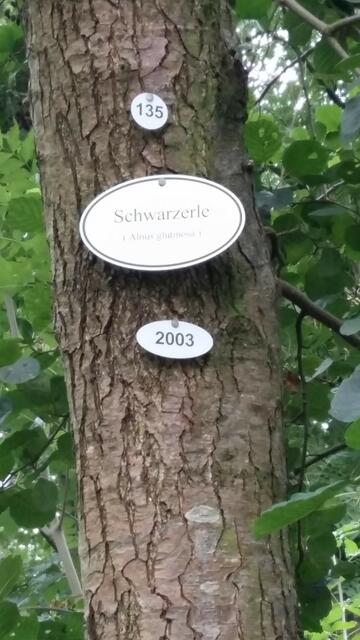 135
Schwarzerle
( Alnus glutinosa )
2003